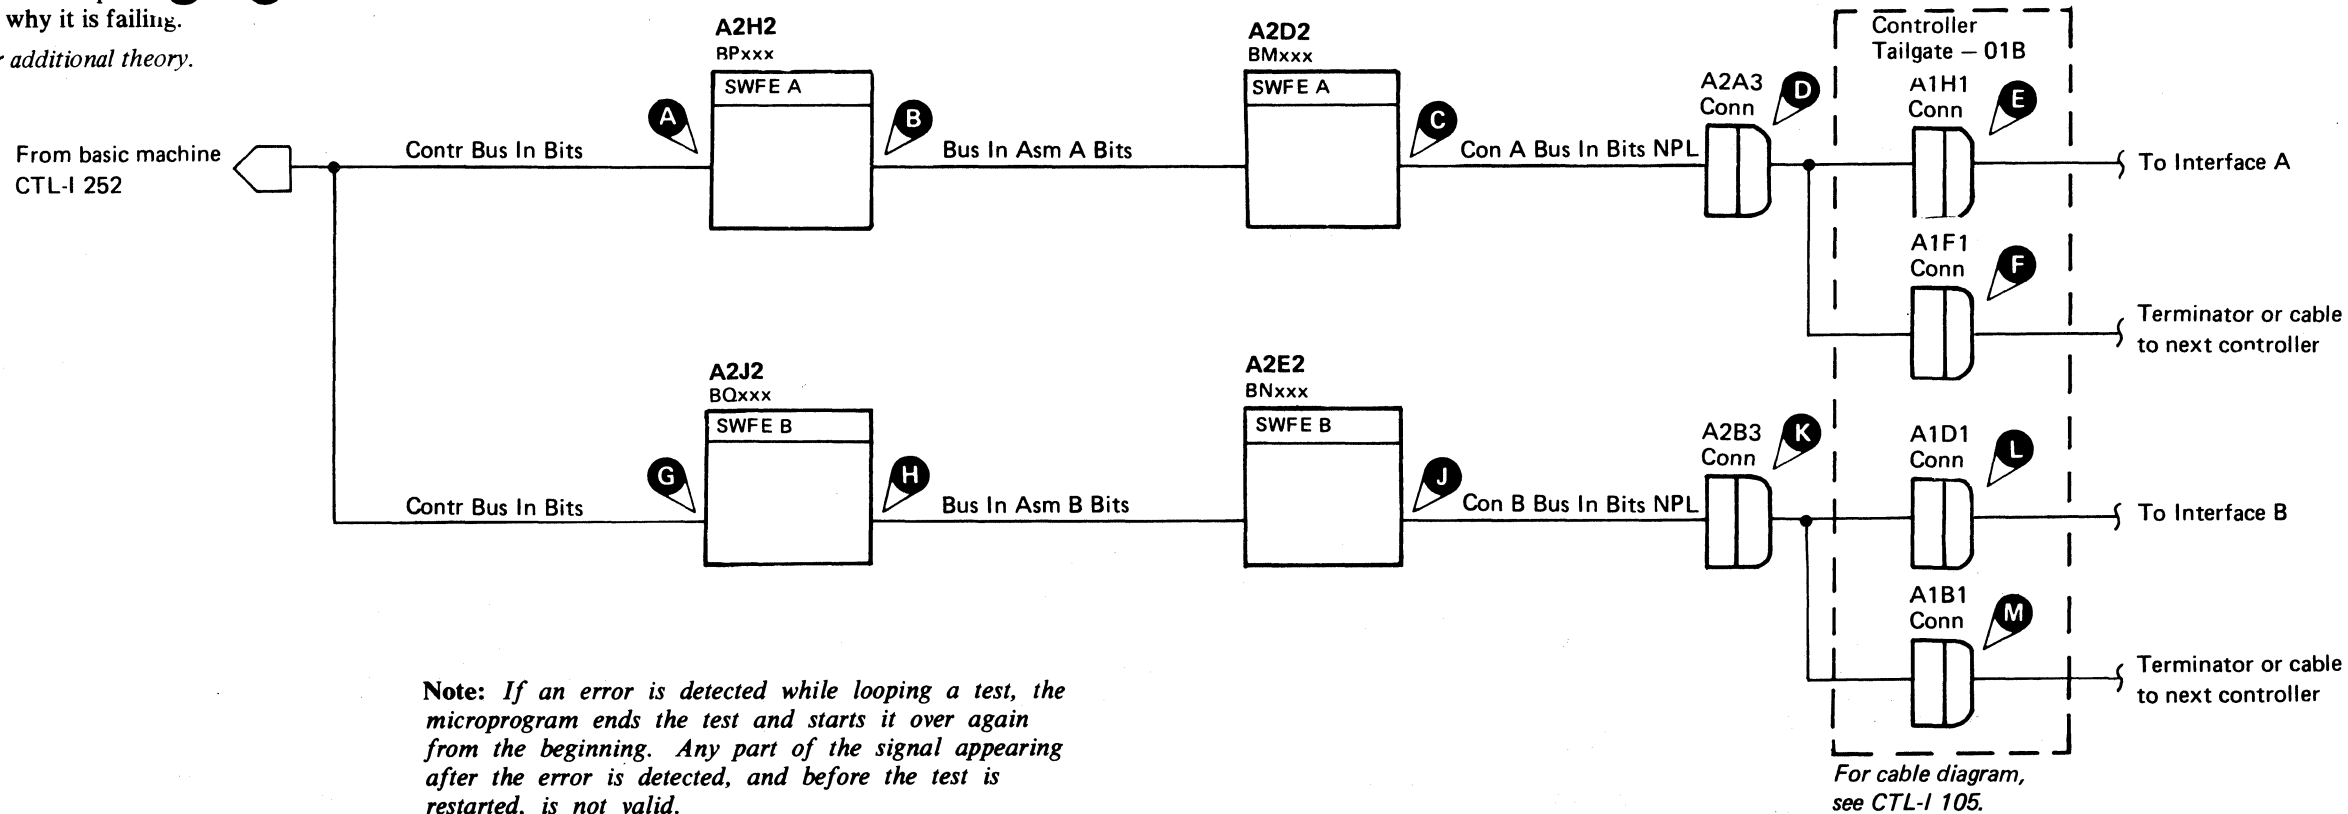 why it is failing.
additional theory.
A2H2
BPxxx
SWFE A
A2D2
BMxxx
SWFE A
Controller
Tailgate – 01B
A2A3
Conn
D
A1H1
Conn
E
A
B
C
From basic machine
CTL-I 252
Contr Bus In Bits
Bus In Asm A Bits
Con A Bus In Bits NPL
To Interface A
A1F1
Conn
F
Terminator or cable
to next controller
A2J2
BQxxx
SWFE B
A2E2
BNxxx
SWFE B
A2B3
Conn
K
A1D1
Conn
L
G
H
J
Contr Bus In Bits
Bus In Asm B Bits
Con B Bus In Bits NPL
To Interface B
A1B1
Conn
M
Terminator or cable
to next controller
Note: If an error is detected while looping a test, the
microprogram ends the test and starts it over again
from the beginning. Any part of the signal appearing
after the error is detected, and before the test is
restarted, is not valid.
For cable diagram,
see CTL-I 105.